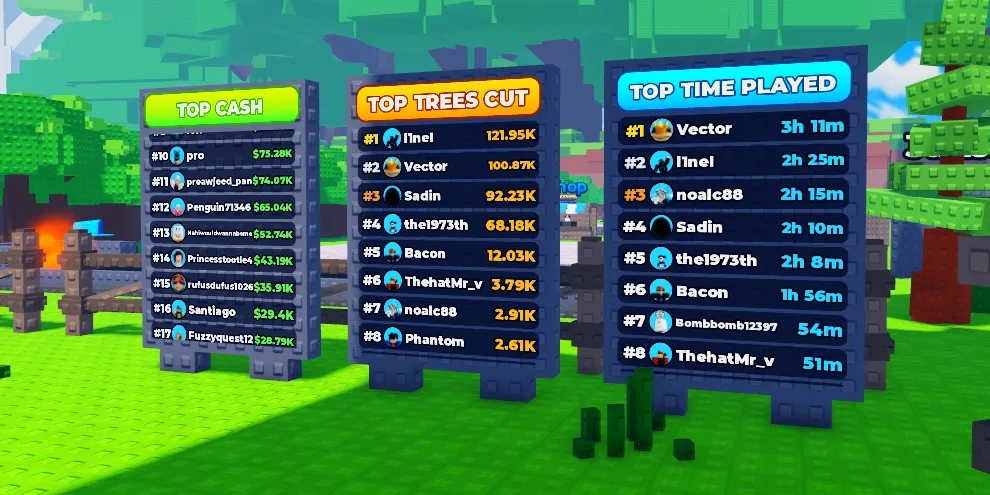 TOP CASH
#10 pro $75.28K
#11 preawjeed_pan $74.07K
#12 Penguin71346 $65.04K
#13 $52.74K
#14 Princesstootle4 $43.19K
#15 rufusdufus1026 $35.91K
#16 Santiago $29.4K
#17 Fuzzyquest12 $28.79K
TOP TREES CUT
#1 l1nel 121.95K
#2 Vector 100.87K
#3 Sadin 92.23K
#4 the1973th 68.18K
#5 Bacon 12.03K
#6 ThehatMr_v 3.79K
#7 noalc88 2.91K
#8 Phantom 2.61K
hop
TOP TIME PLAYED
#1 Vector 3h 11m
#2 l1nel 2h 25m
#3 noalc88 2h 15m
#4 Sadin 2h 10m
#5 the1973th 2h 8m
#6 Bacon 1h 56m
#7 Bombbomb12397 54m
#8 ThehatMr_v 51m